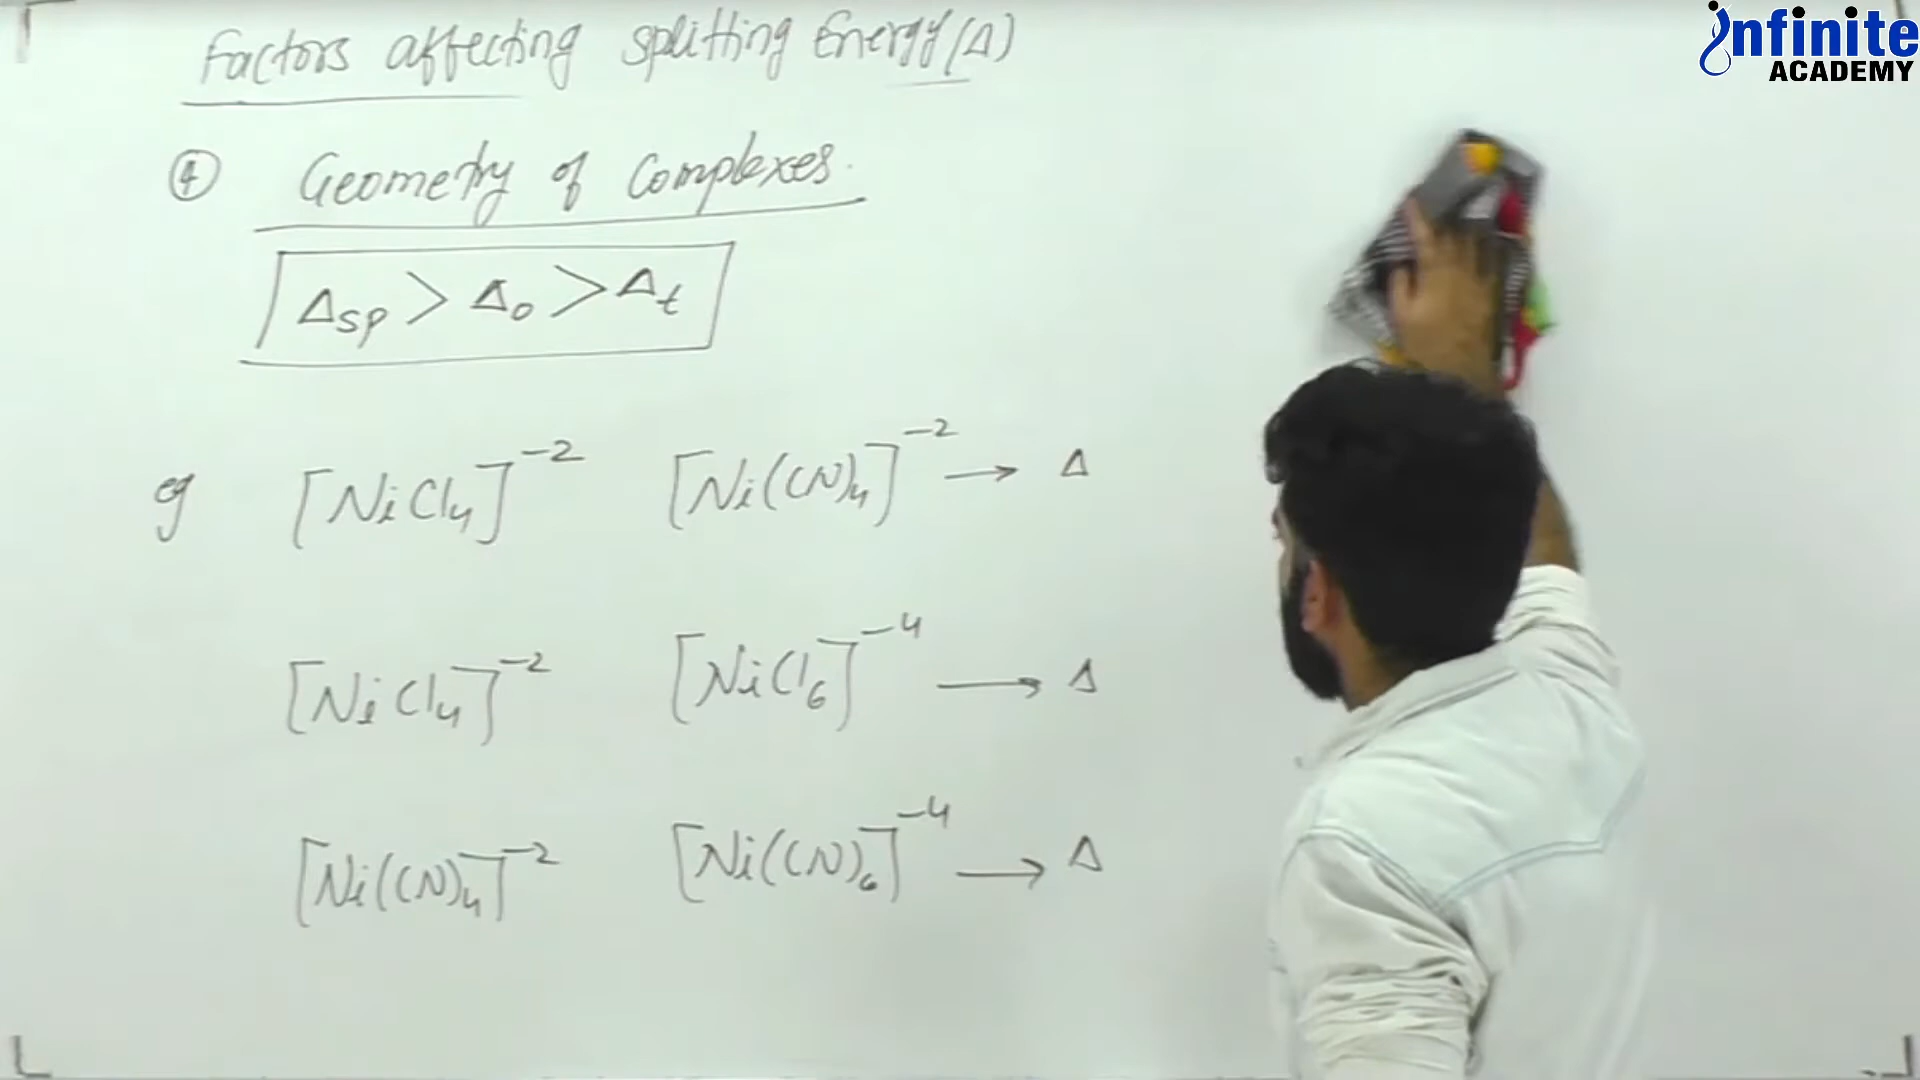 infinite
ACADEMY
Factors affecting splitting Energy (Δ)
④ Geometry of Complexes.
Δsp > Δo > Δt
eg [NiCl₄]⁻² [Ni(CN)₄]⁻² → Δ
[NiCl₄]⁻² [NiCl₆]⁻⁴ → Δ
[Ni(CN)₄]⁻² [Ni(CN)₆]⁻⁴ → Δ